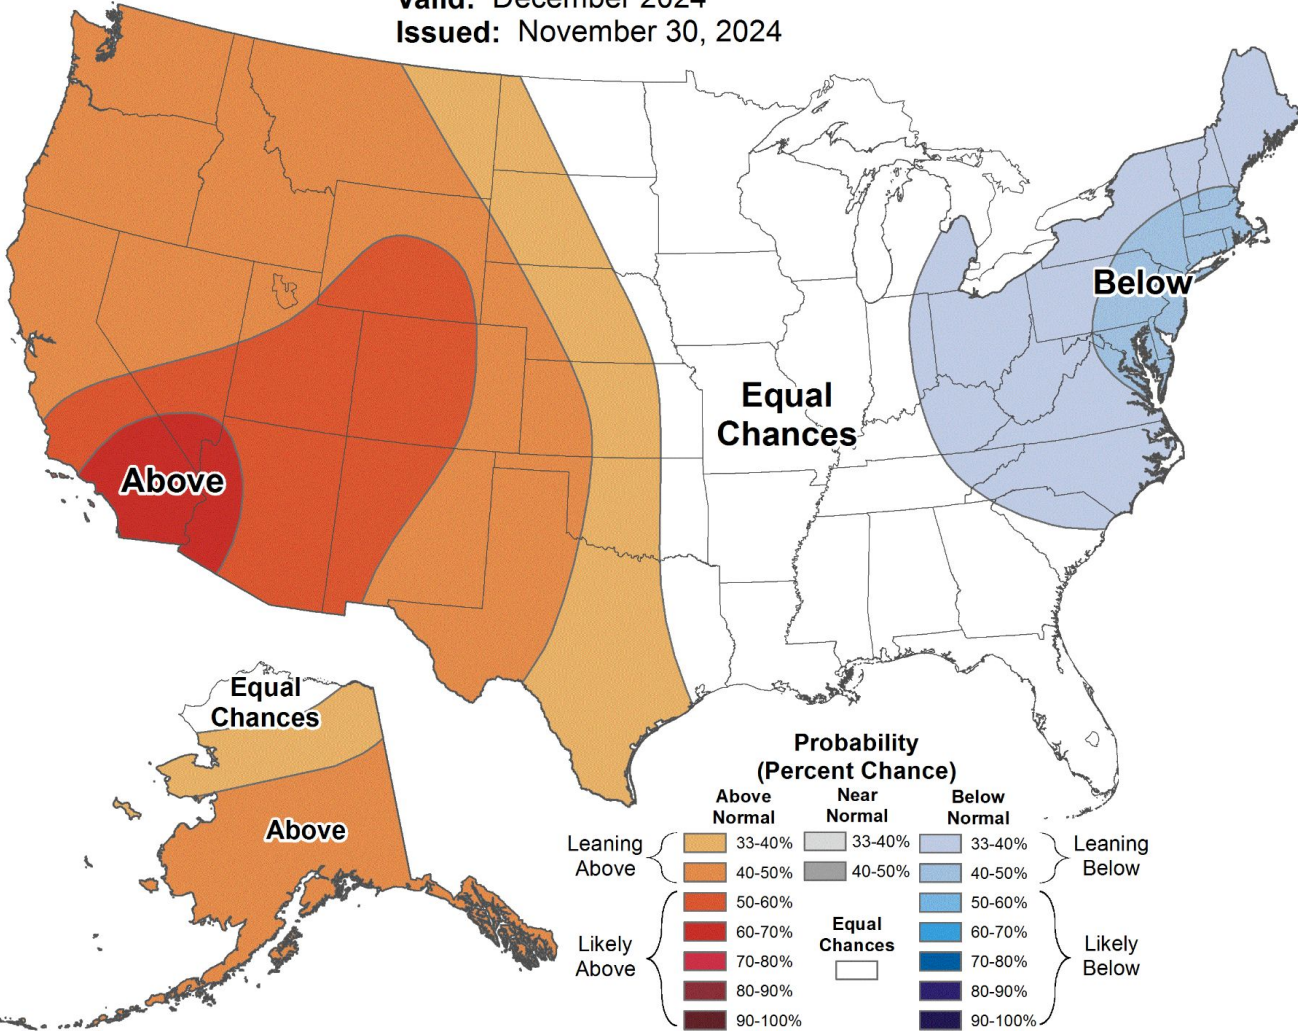 Valid: December 2024
Issued: November 30, 2024
Below
Equal
Chances
Above
Equal
Chances
Above
Probability
(Percent Chance)
Above
Normal
Near
Normal
Below
Normal
Leaning
Above
33-40%
40-50%
50-60%
60-70%
70-80%
80-90%
90-100%
Likely
Above
33-40%
40-50%
Equal
Chances
33-40%
40-50%
50-60%
60-70%
70-80%
80-90%
90-100%
Leaning
Below
Likely
Below